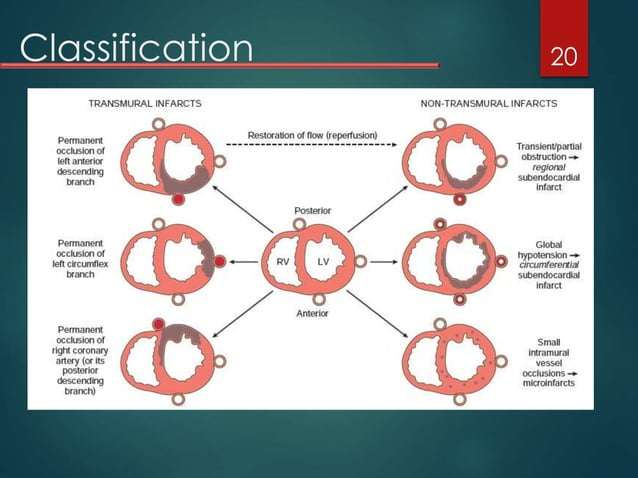 Classification
20
TRANSMURAL INFARCTS
NON-TRANSMURAL INFARCTS
Permanent
occlusion of
left anterior
descending
branch
Restoration of flow (reperfusion)
Transient/partial
obstruction →
regional
subendocardial
infarct
Posterior
Permanent
occlusion of
left circumflex
branch
RV
LV
Global
hypotension →
circumferential
subendocardial
infarct
Anterior
Permanent
occlusion of
right coronary
artery (or its
posterior
descending
branch)
Small
intramural
vessel
occlusions →
microinfarcts